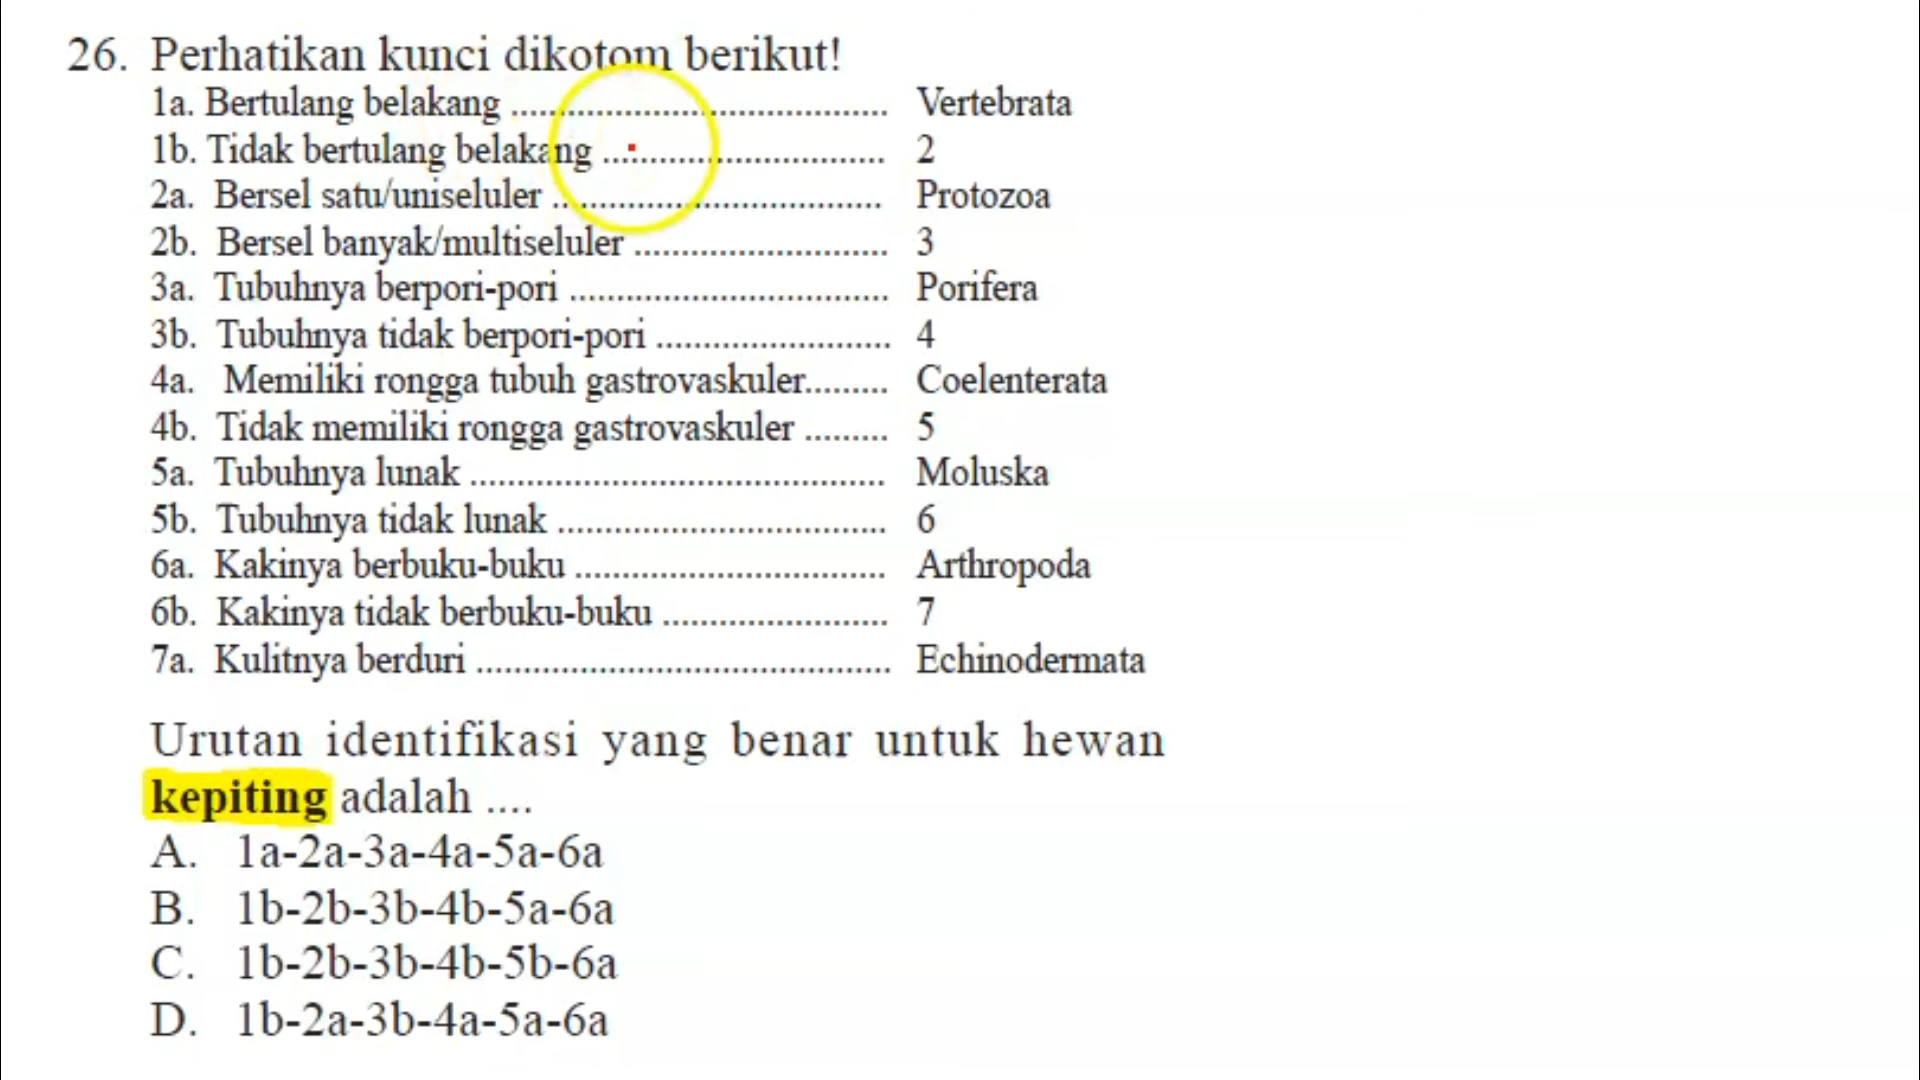 26. Perhatikan kunci dikotom berikut!
1a. Bertulang belakang ........................................ Vertebrata
1b. Tidak bertulang belakang .............................. 2
2a. Bersel satu/uniseluler ................................... Protozoa
2b. Bersel banyak/multiseluler ........................... 3
3a. Tubuhnya berpori-pori .................................. Porifera
3b. Tubuhnya tidak berpori-pori ......................... 4
4a. Memiliki rongga tubuh gastrovaskuler......... Coelenterata
4b. Tidak memiliki rongga gastrovaskuler ......... 5
5a. Tubuhnya lunak ............................................ Moluska
5b. Tubuhnya tidak lunak ................................... 6
6a. Kakinya berbuku-buku ................................. Arthropoda
6b. Kakinya tidak berbuku-buku ........................ 7
7a. Kulitnya berduri ............................................ Echinodermata
Urutan identifikasi yang benar untuk hewan
kepiting adalah ....
A. 1a-2a-3a-4a-5a-6a
B. 1b-2b-3b-4b-5a-6a
C. 1b-2b-3b-4b-5b-6a
D. 1b-2a-3b-4a-5a-6a